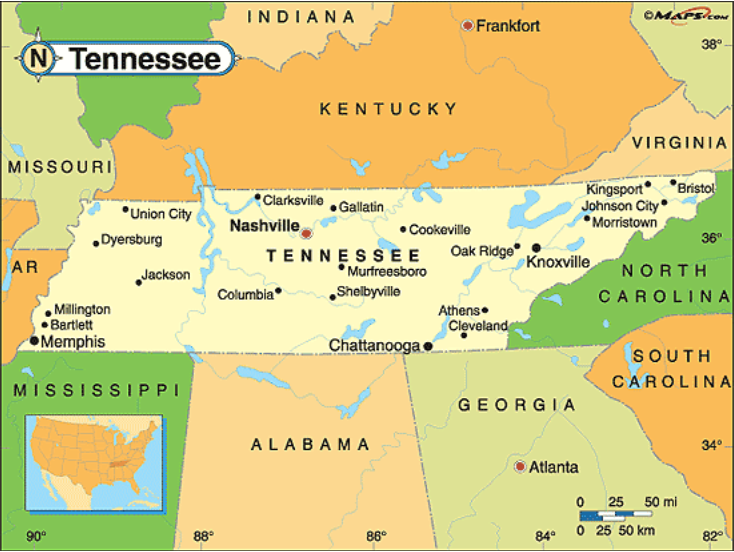 INDIANA
©MAPS.COM
Frankfort
38°
N
Tennessee
KENTUCKY
VIRGINIA
MISSOURI
Kingsport
Bristol
Clarksville
Johnson City
Union City
Gallatin
Morristown
Nashville
Cookeville
Dyersburg
36°
TENNESSEE
Oak Ridge
Knoxville
AR
Murfreesboro
NORTH
CAROLINA
Jackson
Columbia
Shelbyville
Millington
Athens
Bartlett
Cleveland
Memphis
Chattanooga
SOUTH
CAROLINA
MISSISSIPPI
GEORGIA
ALABAMA
34°
Atlanta
0 25 50 mi
0 25 50 km
90°
88°
86°
84°
82°